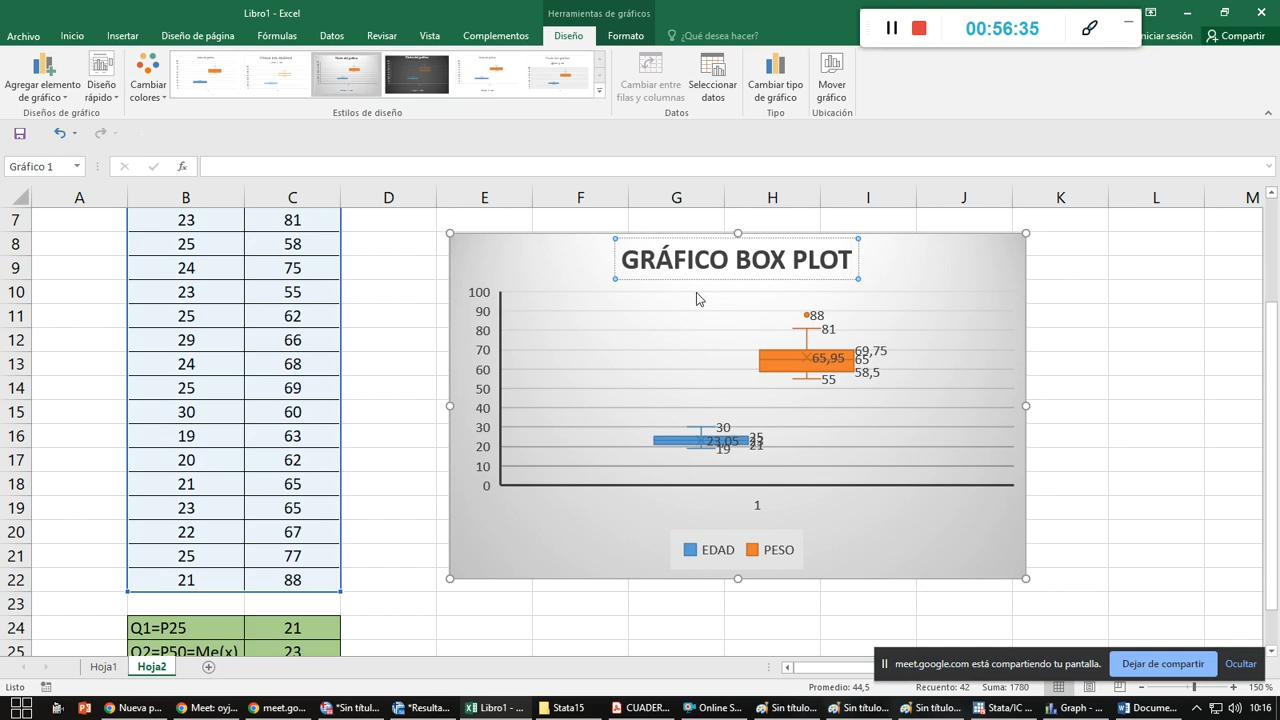 Libro1 - Excel
Herramientas de gráficos
00:56:35
Archivo Inicio Insertar Diseño de página Fórmulas Datos Revisar Vista Complementos Diseño Formato ¿Qué desea hacer? Iniciar sesión Compartir
Agregar elemento de gráfico
Diseño rápido
Cambiar colores
Cambiar entre filas y columnas
Seleccionar datos
Cambiar tipo de gráfico
Mover gráfico
Diseños de gráfico Estilos de diseño Datos Tipo Ubicación
Gráfico 1 fx
A B C D E F G H I J K L M
7 23 81
8 25 58
9 24 75
10 23 55
11 25 62
12 29 66
13 24 68
14 25 69
15 30 60
16 19 63
17 20 62
18 21 65
19 23 65
20 22 67
21 25 77
22 21 88
23
24 Q1=P25 21
25 Q2=P50=Me(x) 23
GRÁFICO BOX PLOT
100
90
80
70
60
50
40
30
20
10
0
88
81
69,75
65,95
65
58,5
55
30
25
23,05
23
21
19
1
EDAD PESO
Hoja1 Hoja2
meet.google.com está compartiendo tu pantalla. Dejar de compartir Ocultar
Listo Promedio: 44,5 Recuento: 42 Suma: 1780 150 %
Nueva p... Meet: oyj... meet.go... *Sin títul... *Resulta... Libro1 - ... Stata15 CUADER... Online S... Sin título... Sin título... Sin título... Stata/IC ... Graph - ... Docume... 10:16